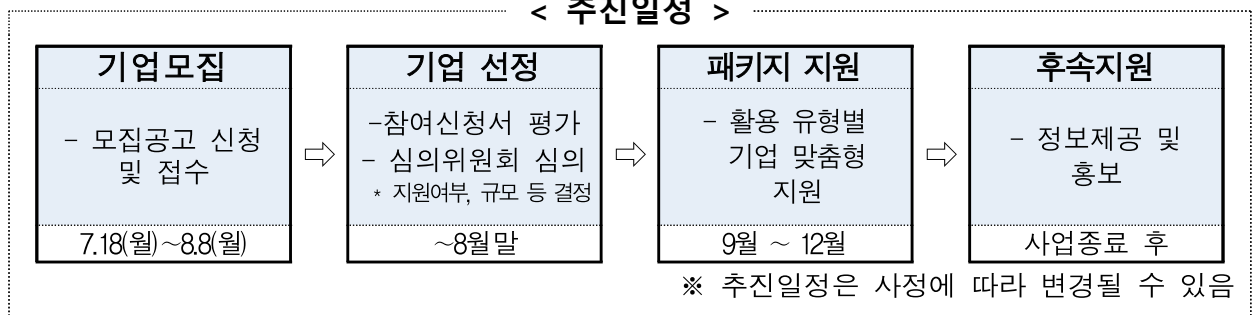 < 추진일정 >
기업모집
- 모집공고 신청
및 접수
7.18(월)~8.8(월)
⇨
기업 선정
-참여신청서 평가
- 심의위원회 심의
* 지원여부, 규모 등 결정
~8월말
⇨
패키지 지원
- 활용 유형별
기업 맞춤형
지원
9월 ~ 12월
⇨
후속지원
- 정보제공 및
홍보
사업종료 후
※ 추진일정은 사정에 따라 변경될 수 있음